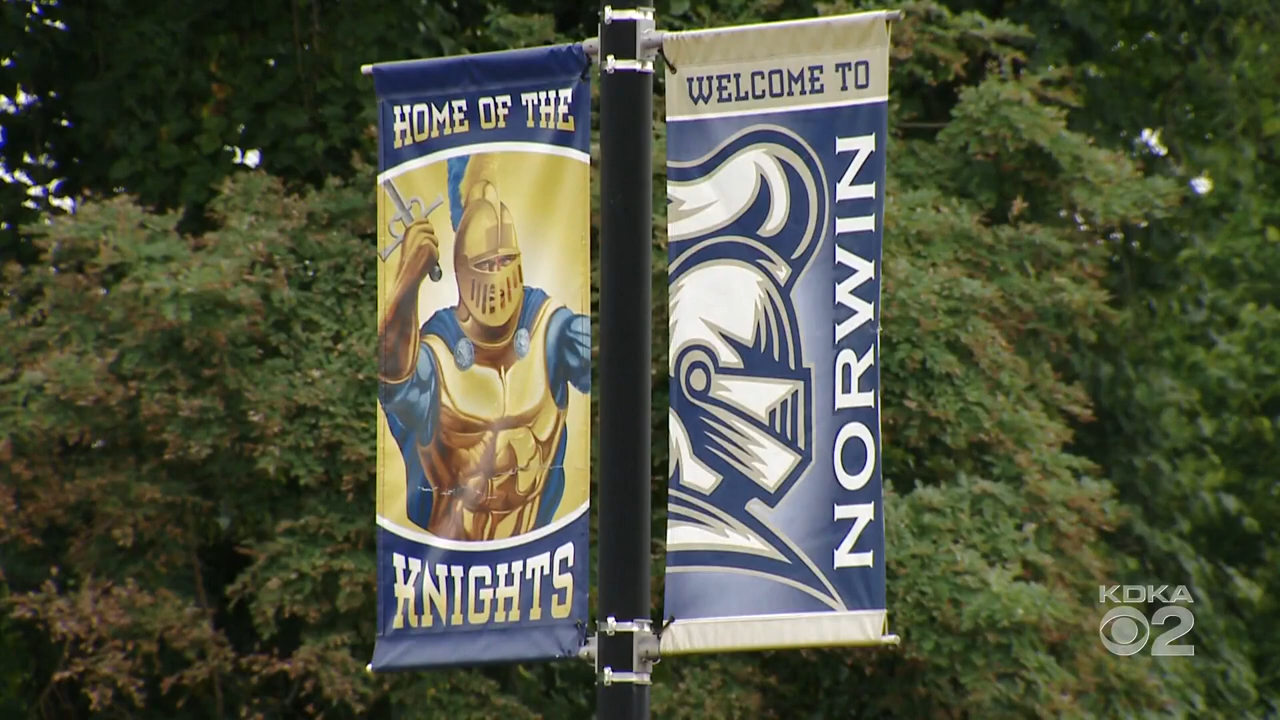 HOME OF THE
KNIGHTS
WELCOME TO
NORWIN
KDKA
2